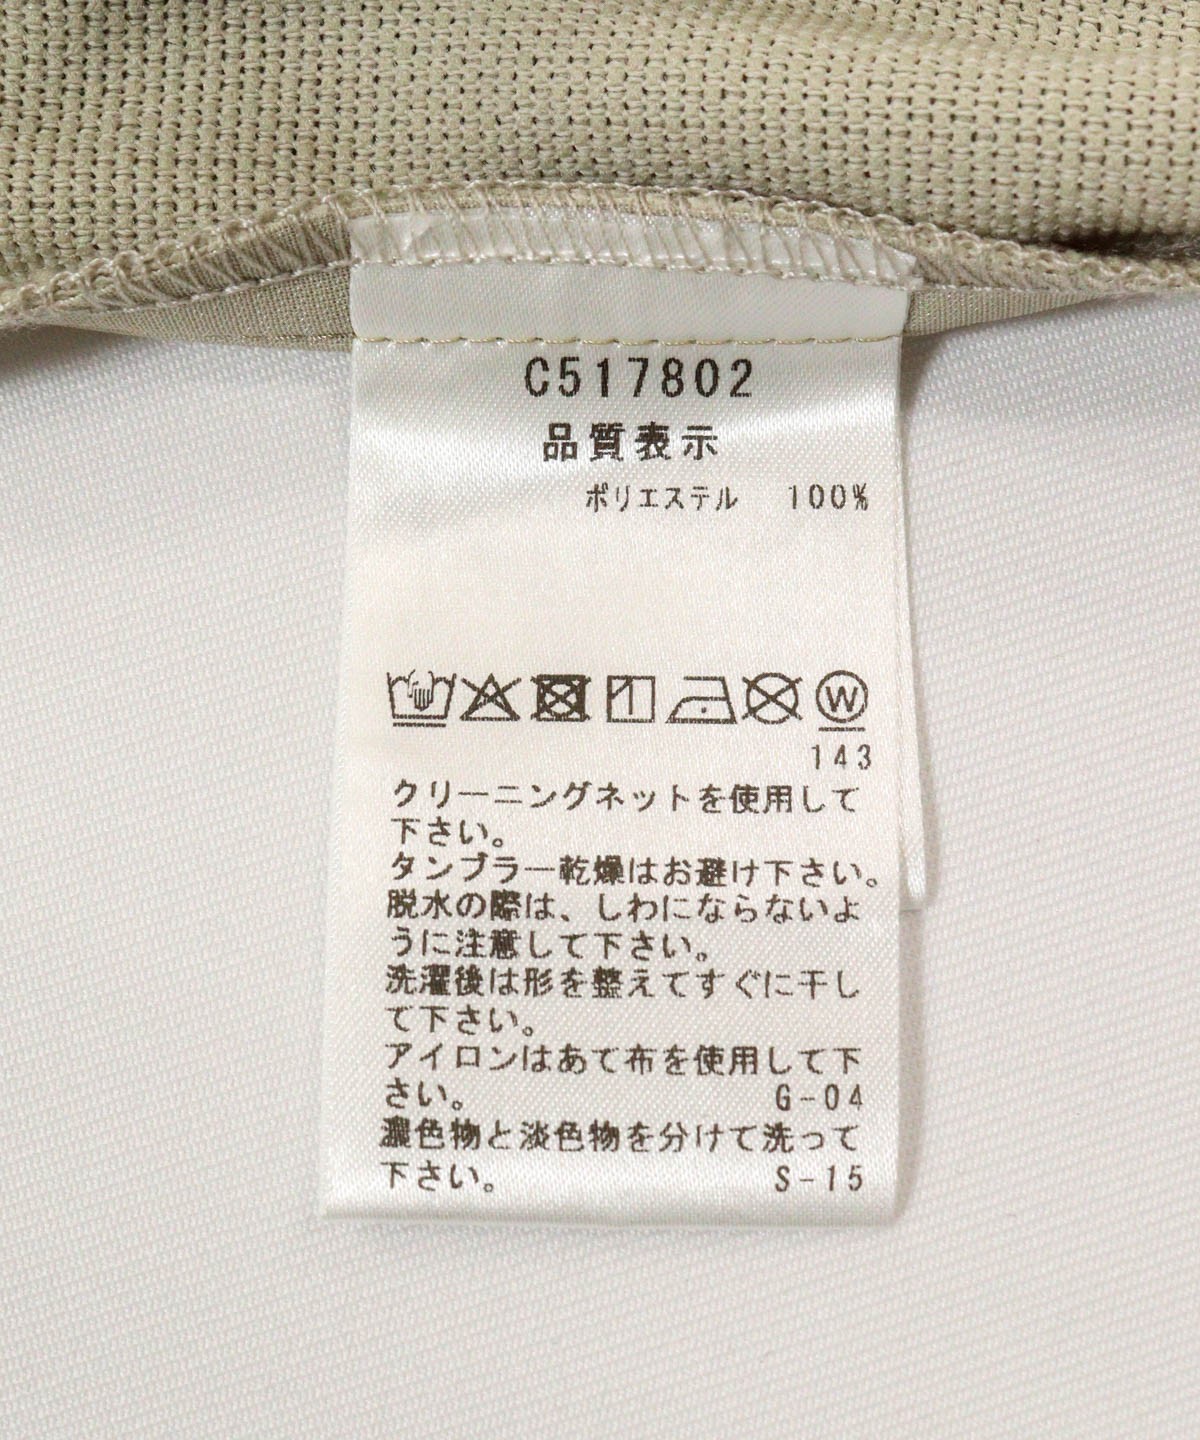 C517802
品質表示
ポリエステル 100%
W
143
クリーニングネットを使用して
下さい。
タンブラー乾燥はお避け下さい。
脱水の際は、しわにならないよ
うに注意して下さい。
洗濯後は形を整えてすぐに干し
て下さい。
アイロンはあて布を使用して下
さい。 G-04
濃色物と淡色物を分けて洗って
下さい。 S-15